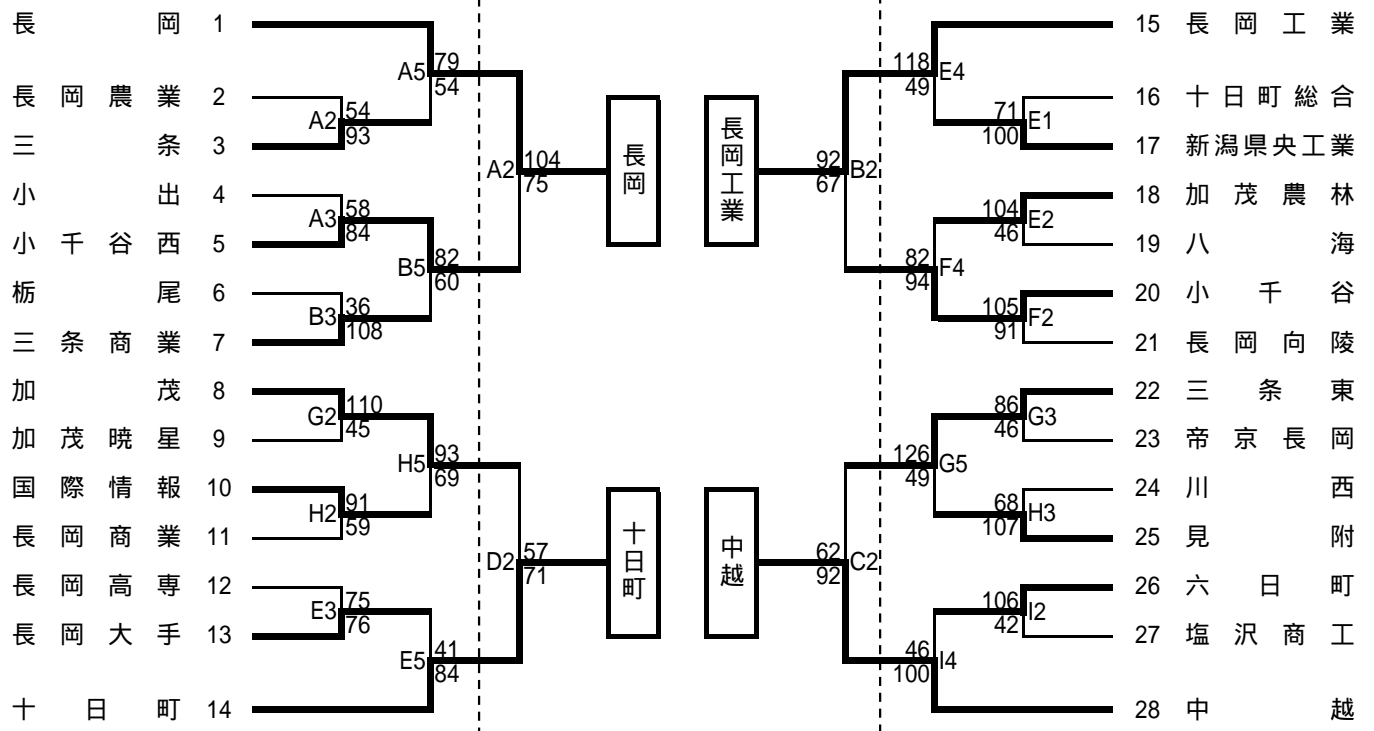 長岡 1
長岡農業 2
三条 3
小出 4
小千谷西 5
栃尾 6
三条商業 7
加茂 8
加茂暁星 9
国際情報 10
長岡商業 11
長岡高専 12
長岡大手 13
十日町 14
A5 79 54
A2 54 93
A3 58 84
B5 82 60
B3 36 108
G2 110 45
H5 93 69
H2 91 59
E3 75 76
E5 41 84
A2 104 75
D2 57 71
長岡
十日町
長岡工業
中越
92 67 B2
62 92 C2
118 49 E4
71 100 E1
104 46 E2
82 94 F4
105 91 F2
86 46 G3
126 49 G5
68 107 H3
106 42 I2
46 100 I4
15 長岡工業
16 十日町総合
17 新潟県央工業
18 加茂農林
19 八海
20 小千谷
21 長岡向陵
22 三条東
23 帝京長岡
24 川西
25 見附
26 六日町
27 塩沢商工
28 中越